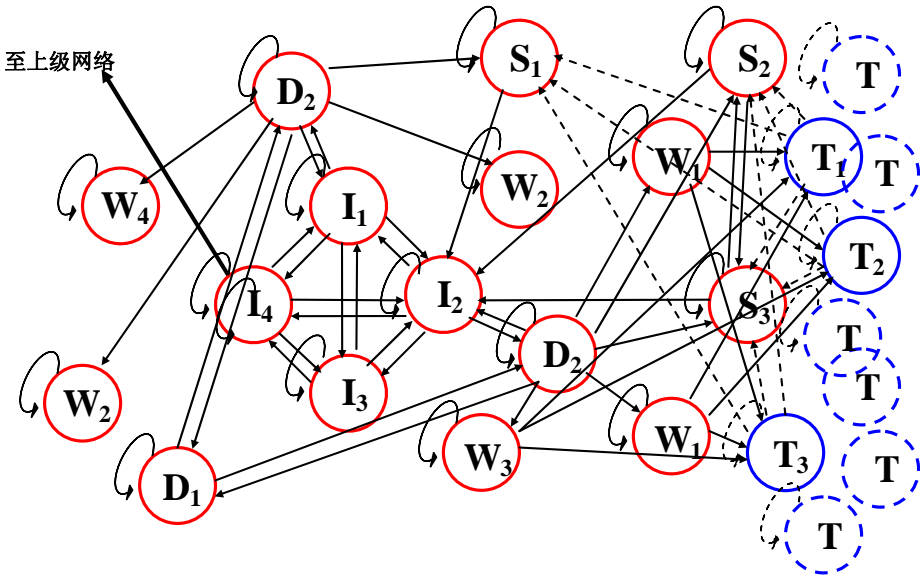 S₁
S₂
至上级网络
T
D₂
W₁
T₁
T
W₄
I₁
W₂
T₂
I₄
I₂
S₃
T
D₂
T
W₂
I₃
W₃
W₁
T₃
T
D₁
T